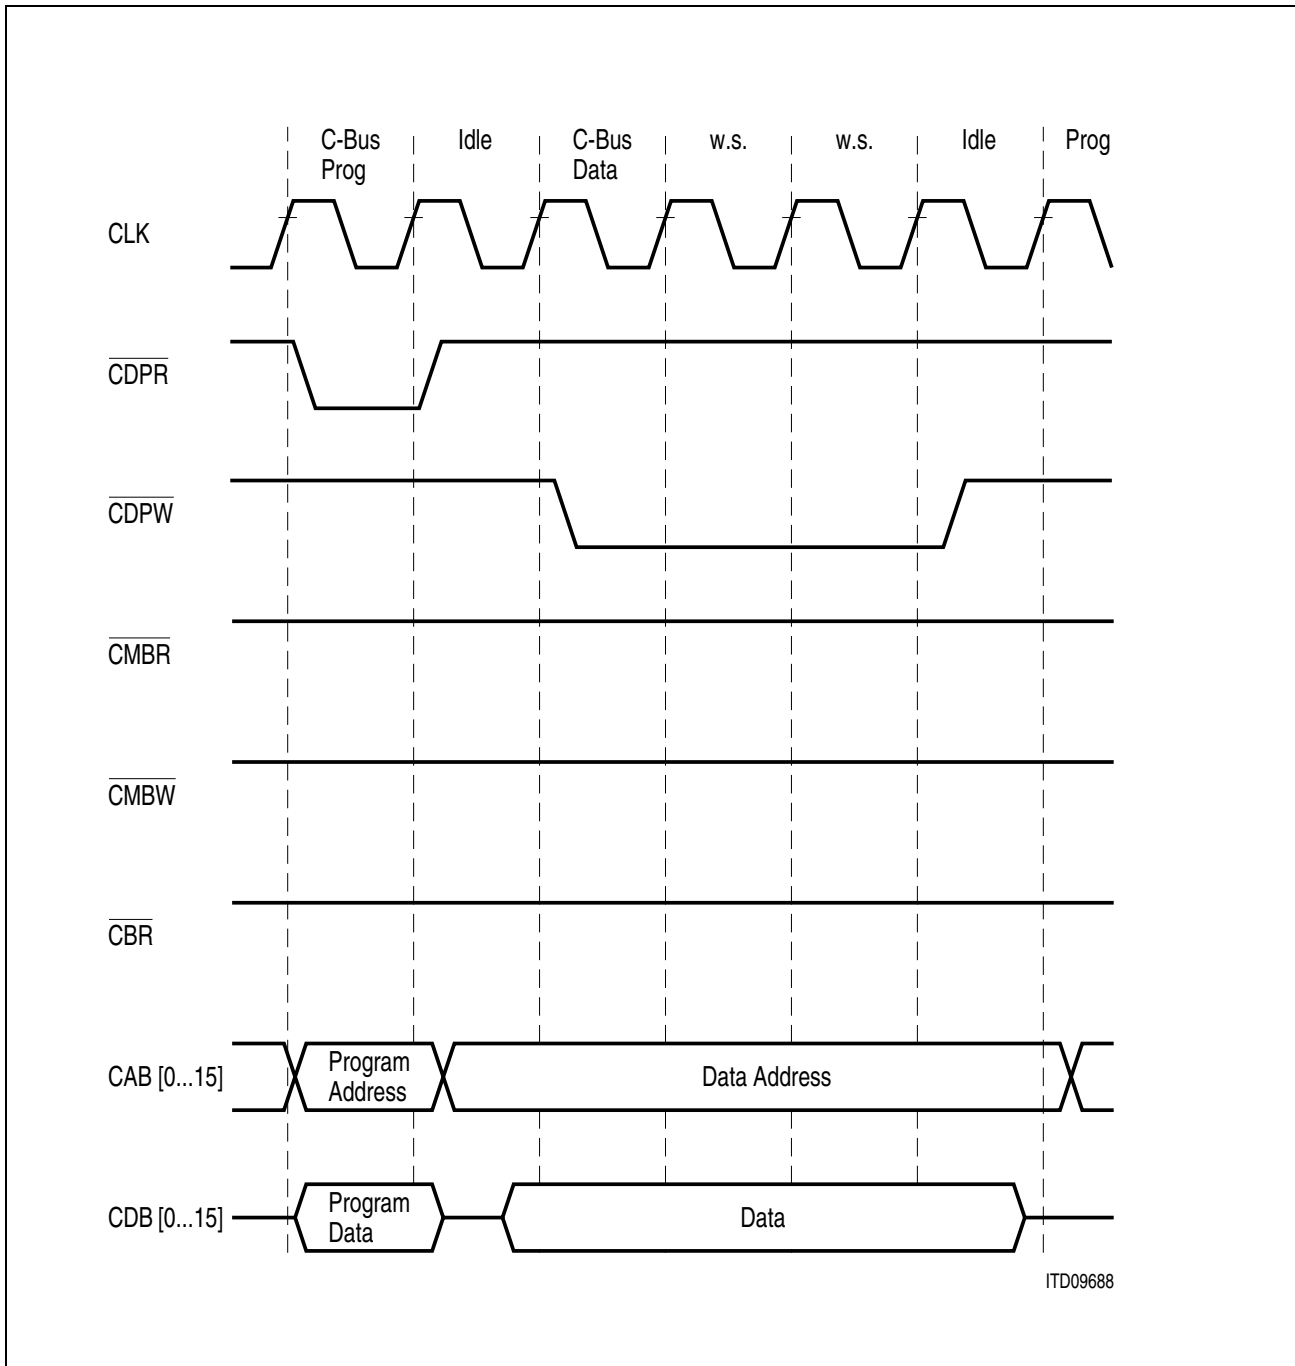 C-Bus Prog
Idle
C-Bus Data
w.s.
w.s.
Idle
Prog
CLK
CDPR
CDPW
CMBR
CMBW
CBR
CAB [0...15]
Program Address
Data Address
CDB [0...15]
Program Data
Data
ITD09688